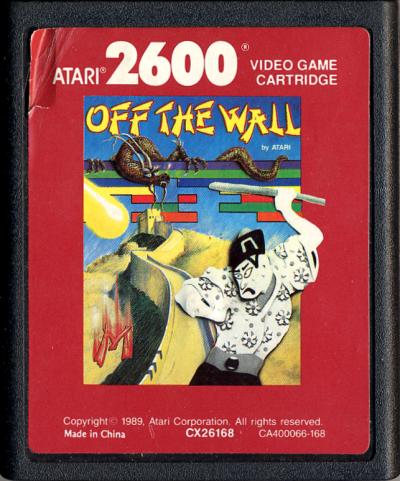 ATARI® 2600® VIDEO GAME
CARTRIDGE
OFF THE WALL
by ATARI
Copyright © 1989, Atari Corporation. All rights reserved.
Made in China CX26168 CA400066-168